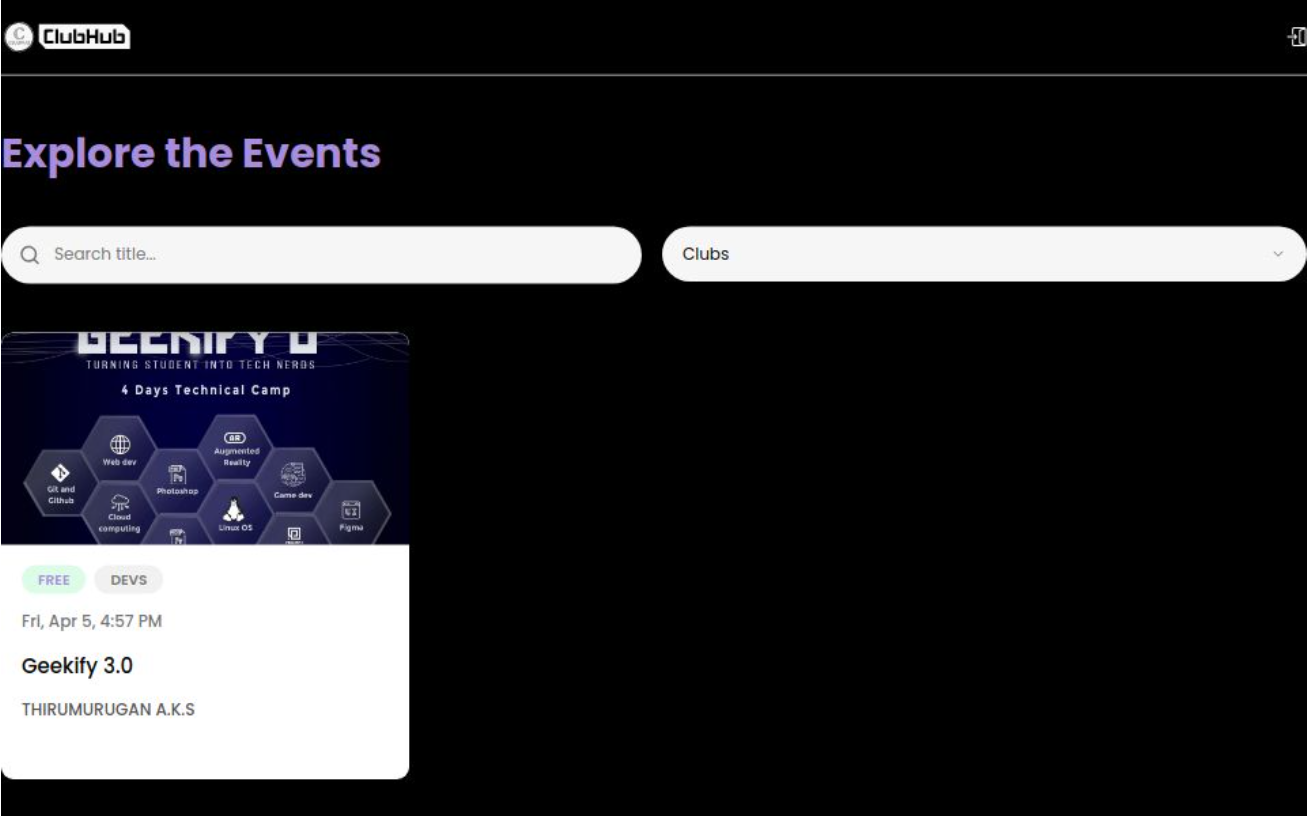 ClubHub
Explore the Events
Search title...
Clubs
TURNING STUDENT INTO TECH NERDS
4 Days Technical Camp
Web dev
AR
Augmented
Reality
Git and
Github
Photoshop
Game dev
Cloud
computing
Linux OS
UX
Figma
FREE
DEVS
Fri, Apr 5, 4:57 PM
Geekify 3.0
THIRUMURUGAN A.K.S